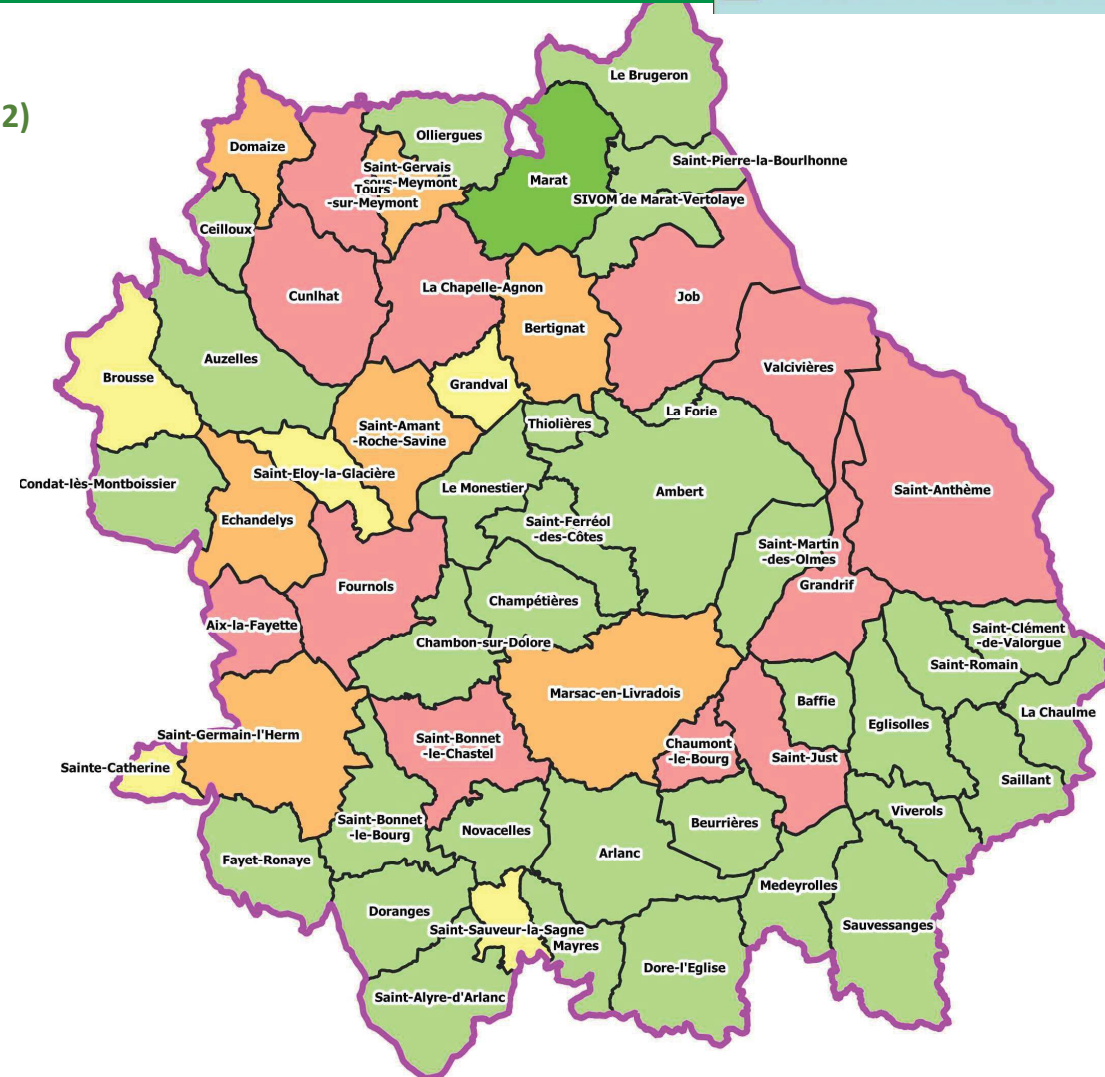 2)
Le Brugeron
Olliergues
Domaize
Saint-Pierre-la-Bourlhonne
Saint-Gervais
sous-Meymont
Marat
Tours
-sur-Meymont
SIVOM de Marat-Vertolaye
Ceilloux
La Chapelle-Agnon
Cunlhat
Job
Bertignat
Auzelles
Valcivières
Brousse
Grandval
La Forie
Thiolières
Saint-Amant
-Roche-Savine
Saint-Eloy-la-Glacière
Condat-lès-Montboissier
Le Monestier
Ambert
Saint-Anthème
Echandelys
Saint-Ferréol
-des-Côtes
Saint-Martin
-des-Olmes
Fournols
Grandrif
Champétières
Aix-la-Fayette
Saint-Clément
-de-Valorgue
Chambon-sur-Dolore
Saint-Romain
Marsac-en-Livradois
Baffie
La Chaulme
Eglisolles
Saint-Germain-l'Herm
Saint-Bonnet
-le-Chastel
Chaumont
-le-Bourg
Saint-Just
Sainte-Catherine
Saillant
Viverols
Saint-Bonnet
-le-Bourg
Novacelles
Beurrières
Arlanc
Fayet-Ronaye
Medeyrolles
Doranges
Saint-Sauveur-la-Sagne
Sauvessanges
Mayres
Dore-l'Eglise
Saint-Alyre-d'Arlanc